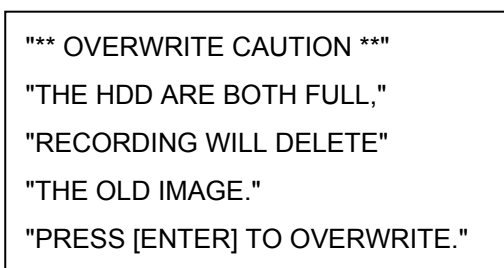 "** OVERWRITE CAUTION **"
"THE HDD ARE BOTH FULL,"
"RECORDING WILL DELETE"
"THE OLD IMAGE."
"PRESS [ENTER] TO OVERWRITE."